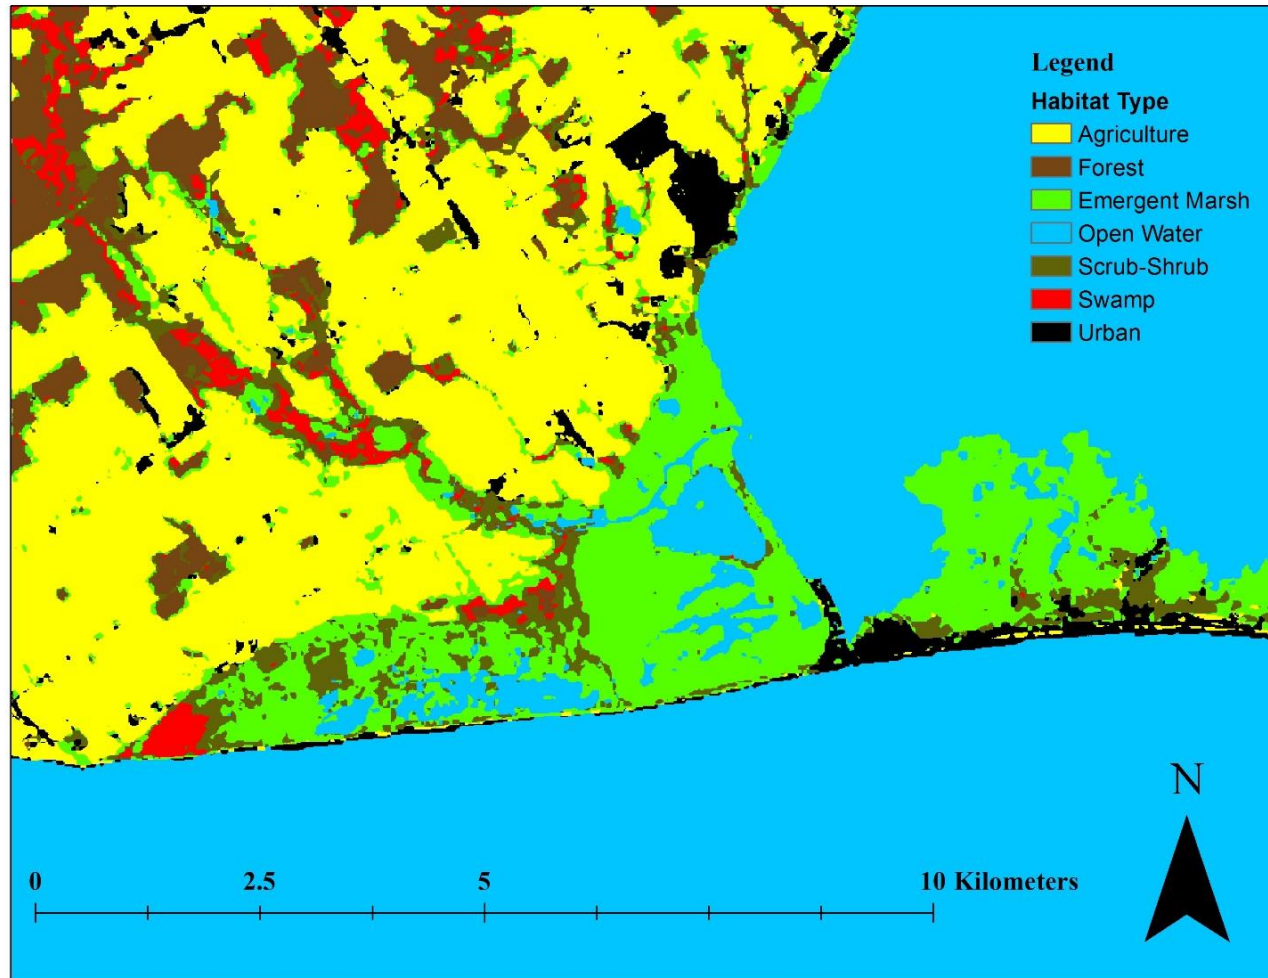 Legend
Habitat Type
Agriculture
Forest
Emergent Marsh
Open Water
Scrub-Shrub
Swamp
Urban
N
0 2.5 5 10 Kilometers